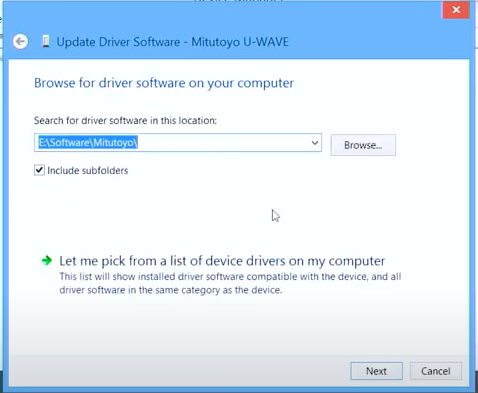 Update Driver Software - Mitutoyo U-WAVE
Browse for driver software on your computer
Search for driver software in this location:
E:\Software\Mitutoyo\
Browse...
Include subfolders
Let me pick from a list of device drivers on my computer
This list will show installed driver software compatible with the device, and all
driver software in the same category as the device.
Next
Cancel